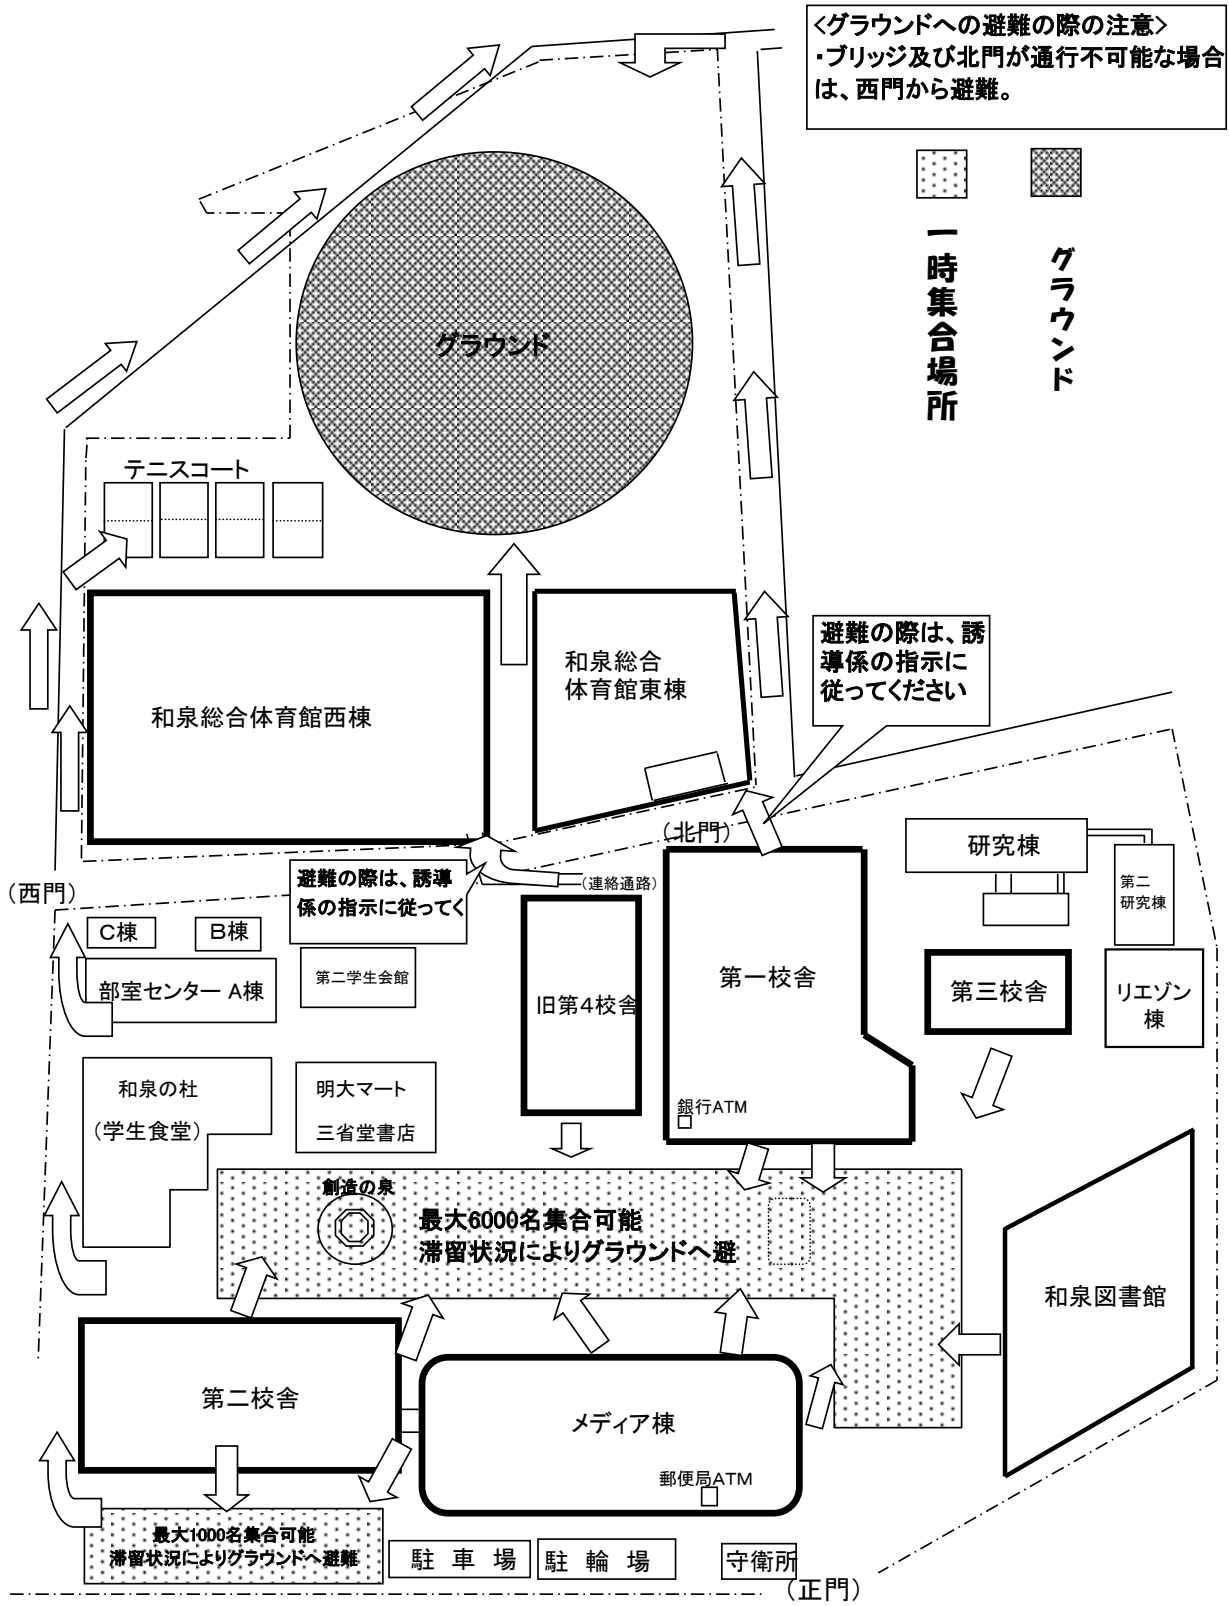 <グラウンドへの避難の際の注意>
・ブリッジ及び北門が通行不可能な場合
は、西門から避難。
一時集合場所
グラウンド
グラウンド
テニスコート
和泉総合体育館西棟
和泉総合
体育館東棟
避難の際は、誘
導係の指示に
従ってください
(北門)
研究棟
第二
研究棟
(西門)
避難の際は、誘導
係の指示に従ってく
(連絡通路)
C棟
B棟
部室センター A棟
第二学生会館
旧第4校舎
第一校舎
第三校舎
リエゾン
棟
和泉の杜
(学生食堂)
明大マート
三省堂書店
銀行ATM
創造の泉
最大6000名集合可能
滞留状況によりグラウンドへ避
和泉図書館
第二校舎
メディア棟
郵便局ATM
最大1000名集合可能
滞留状況によりグラウンドへ避難
駐 車 場
駐 輪 場
守衛所
(正門)